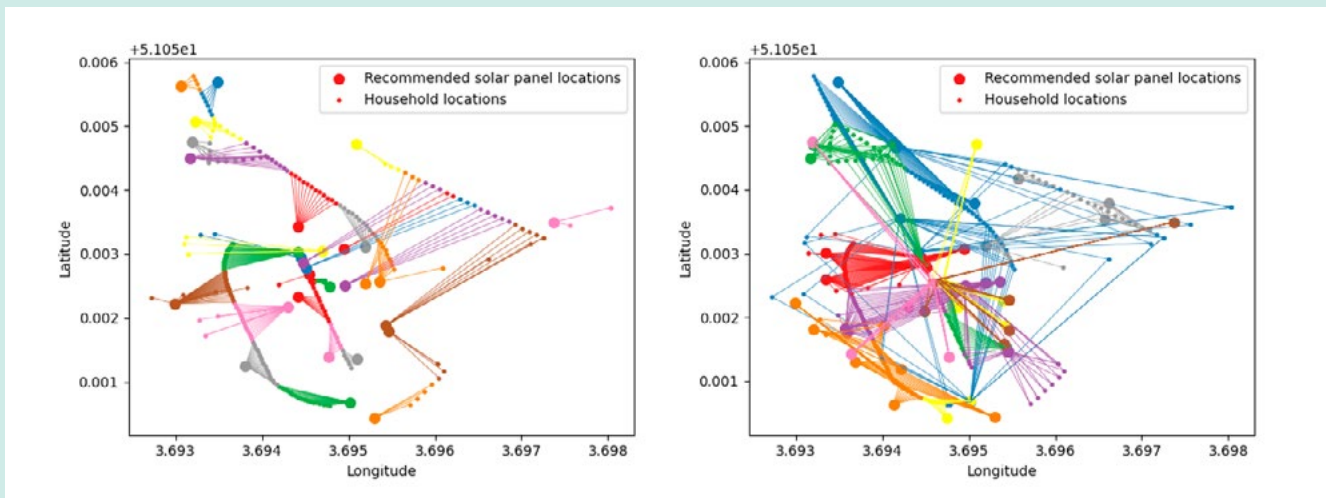 +5.105e1
0.006
0.005
0.004
0.003
0.002
0.001
Latitude
3.693 3.694 3.695 3.696 3.697 3.698
Longitude
Recommended solar panel locations
Household locations
+5.105e1
0.006
0.005
0.004
0.003
0.002
0.001
Latitude
3.693 3.694 3.695 3.696 3.697 3.698
Longitude
Recommended solar panel locations
Household locations